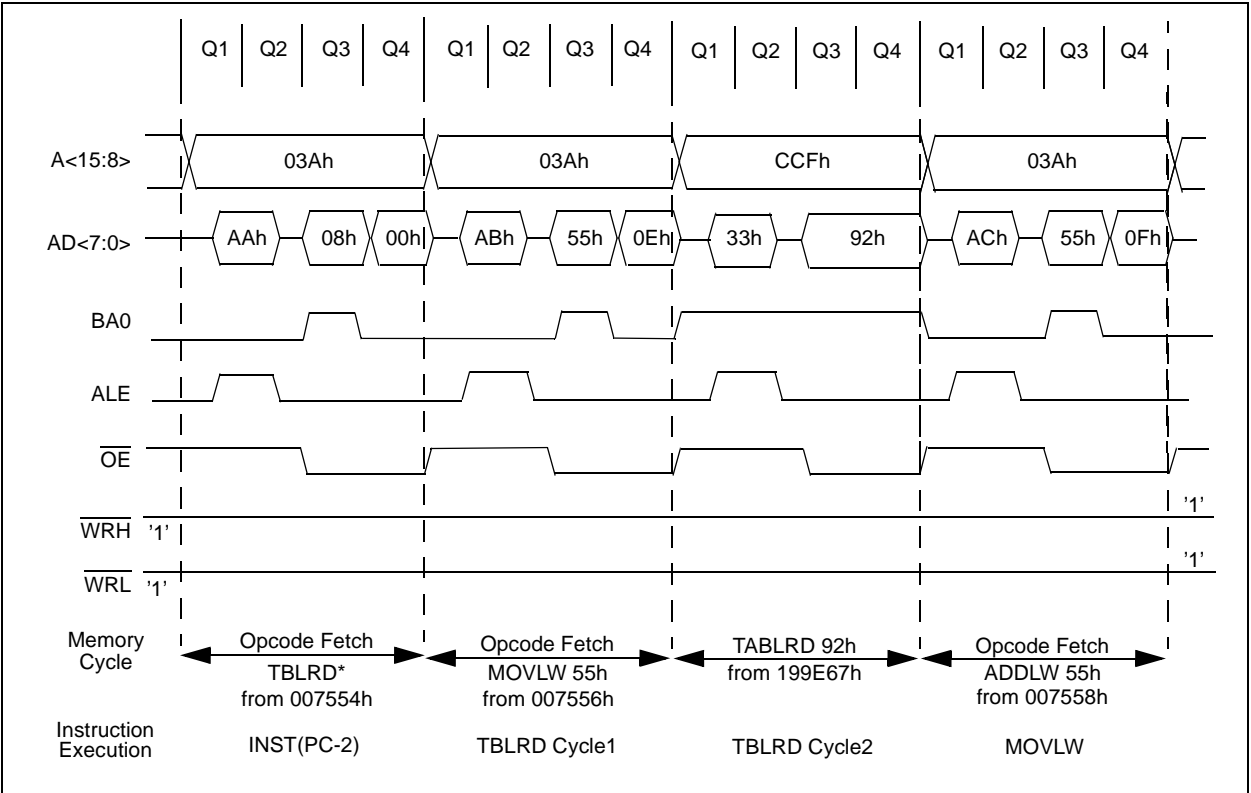 Q1 Q2 Q3 Q4 Q1 Q2 Q3 Q4 Q1 Q2 Q3 Q4 Q1 Q2 Q3 Q4
A<15:8> 03Ah 03Ah CCFh 03Ah
AD<7:0> AAh 08h 00h ABh 55h 0Eh 33h 92h ACh 55h 0Fh
BA0
ALE
OE
WRH '1' '1'
WRL '1' '1'
Memory Cycle
Opcode Fetch
TBLRD*
from 007554h
Opcode Fetch
MOVLW 55h
from 007556h
TABLRD 92h
from 199E67h
Opcode Fetch
ADDLW 55h
from 007558h
Instruction
Execution
INST(PC-2) TBLRD Cycle1 TBLRD Cycle2 MOVLW